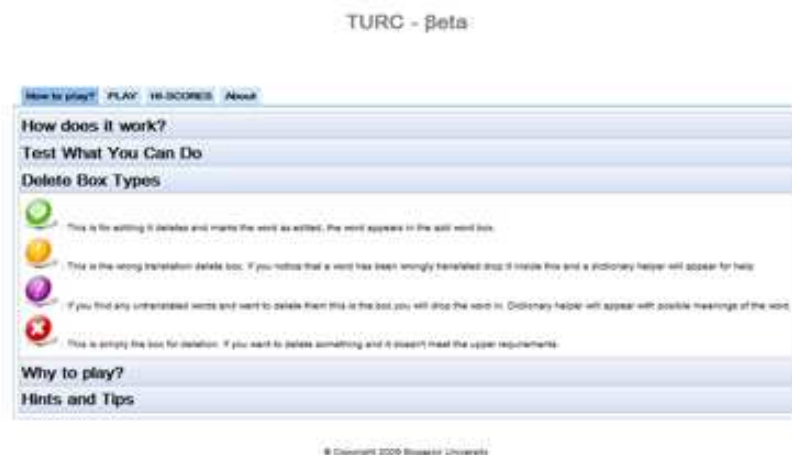 TURC - βeta
How to play? PLAY HI-SCORES About
How does it work?
Test What You Can Do
Delete Box Types
This is for editing it deletes and marks the word as edited, the word appears in the add word box.
This is the wrong translation delete box. If you notice that a word has been wrongly translated drop it inside this and a dictionary helper will appear for help
If you find any untranslated words and want to delete them this is the box you will drop the word in. Dictionary helper will appear with possible meanings of the word
This is simply the box for deletion. If you want to delete something and it doesn't meet the upper requirements.
Why to play?
Hints and Tips
© Copyright 2009 Bogazici University